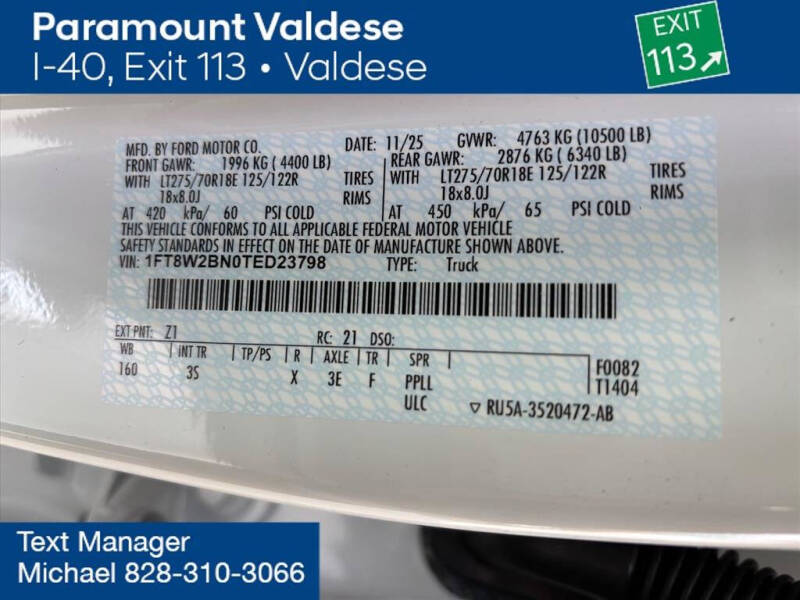 Paramount Valdese
I-40, Exit 113 • Valdese
EXIT
113
MFD. BY FORD MOTOR CO. DATE: 11/25 GVWR: 4763 KG (10500 LB)
FRONT GAWR: 1996 KG ( 4400 LB) REAR GAWR: 2876 KG ( 6340 LB)
WITH LT275/70R18E 125/122R TIRES WITH LT275/70R18E 125/122R TIRES
18x8.0J RIMS 18x8.0J RIMS
AT 420 kPa/ 60 PSI COLD AT 450 kPa/ 65 PSI COLD
THIS VEHICLE CONFORMS TO ALL APPLICABLE FEDERAL MOTOR VEHICLE
SAFETY STANDARDS IN EFFECT ON THE DATE OF MANUFACTURE SHOWN ABOVE.
VIN: 1FT8W2BN0TED23798 TYPE: Truck
EXT PNT: Z1 RC: 21 DSO:
WB INT TR TP/PS R AXLE TR SPR
160 3S X 3E F PPLL
ULC
F0082
T1404
RU5A-3520472-AB
Text Manager
Michael 828-310-3066